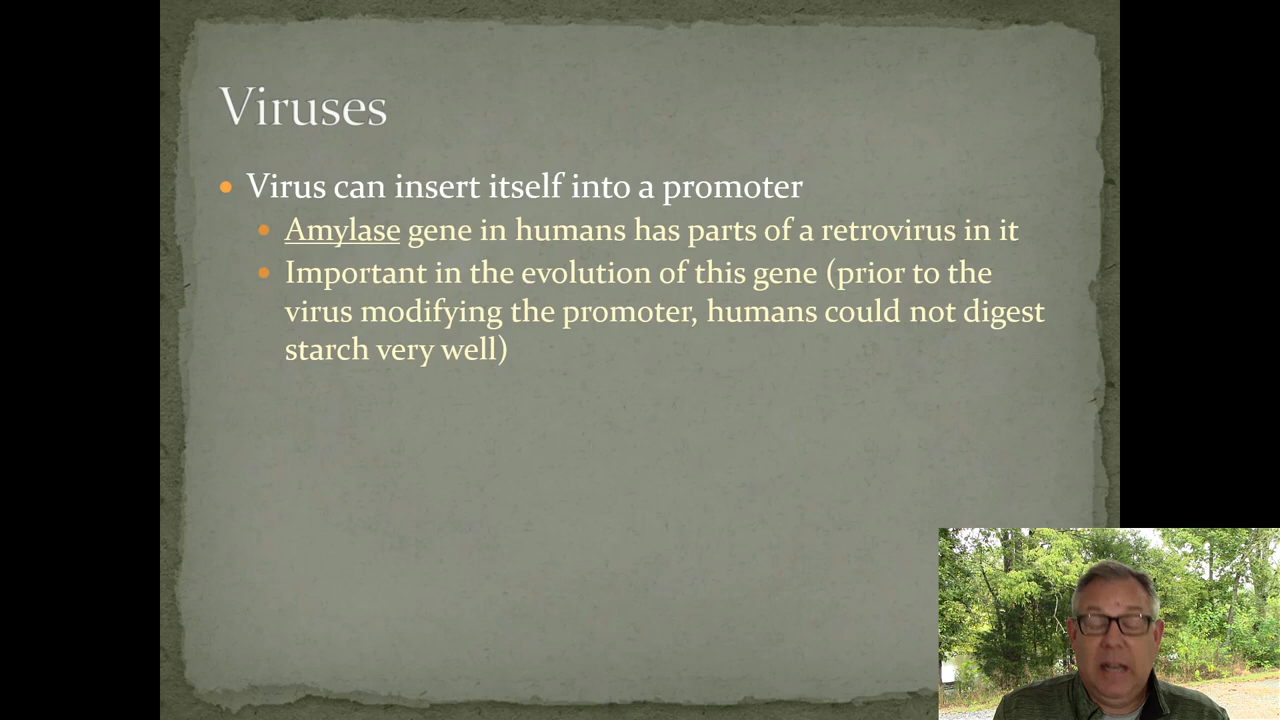 Viruses
Virus can insert itself into a promoter
Amylase gene in humans has parts of a retrovirus in it
Important in the evolution of this gene (prior to the
virus modifying the promoter, humans could not digest
starch very well)